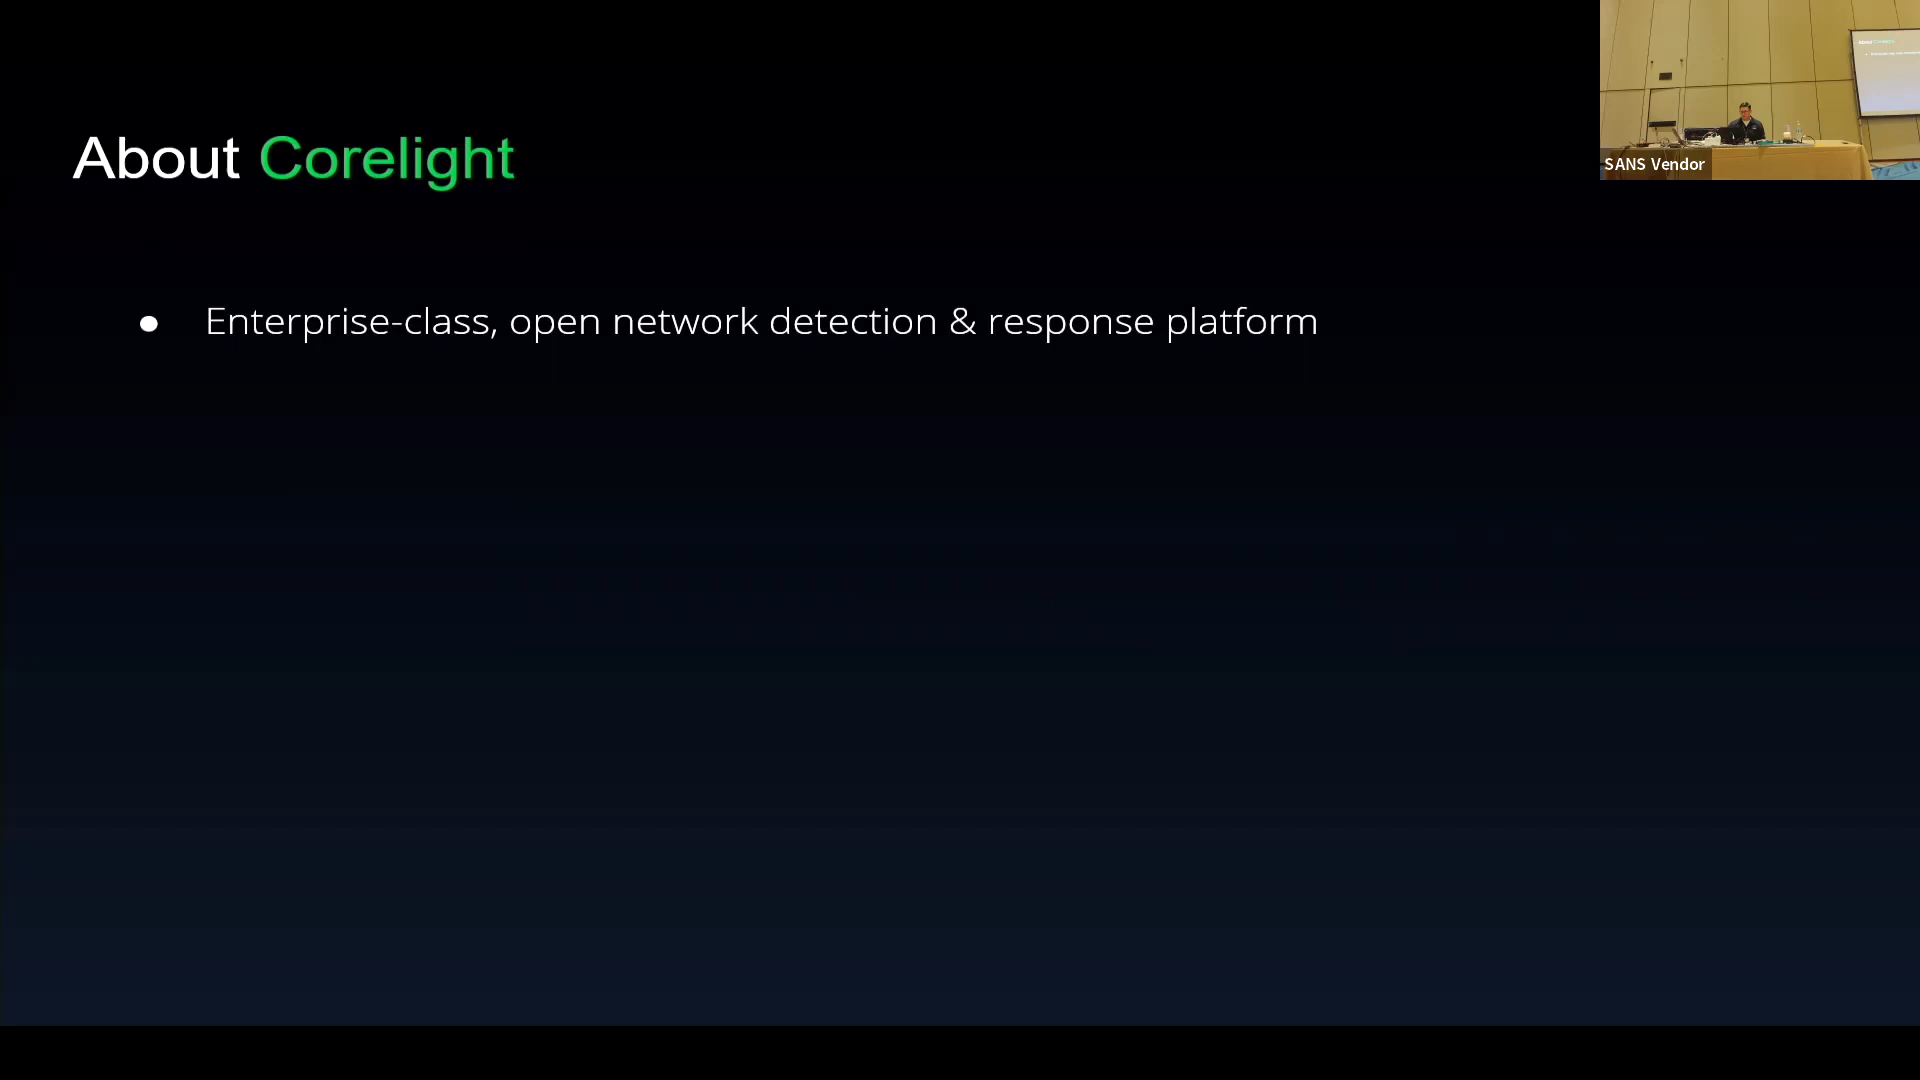 About Corelight
SANS Vendor
● Enterprise-class, open network detection & response platform